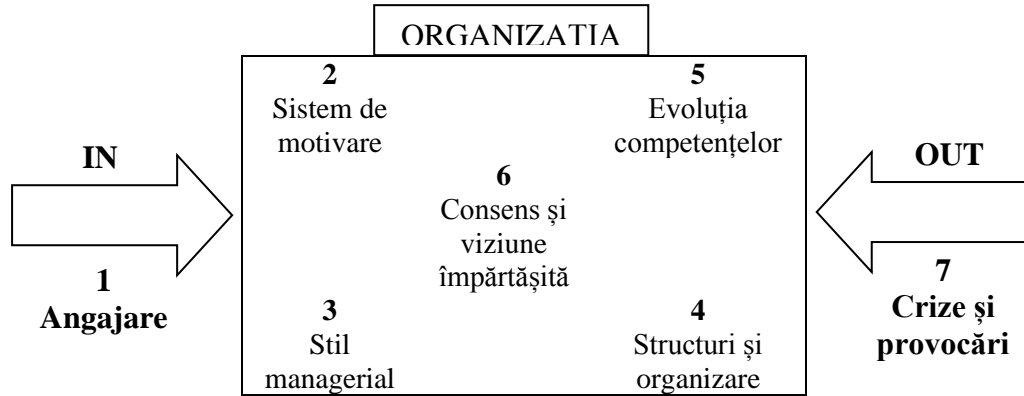 ORGANIZAȚIA
2
Sistem de
motivare
5
Evoluția
competențelor
IN
OUT
6
Consens și
viziune
împărtășită
1
Angajare
7
Crize și
provocări
3
Stil
managerial
4
Structuri și
organizare